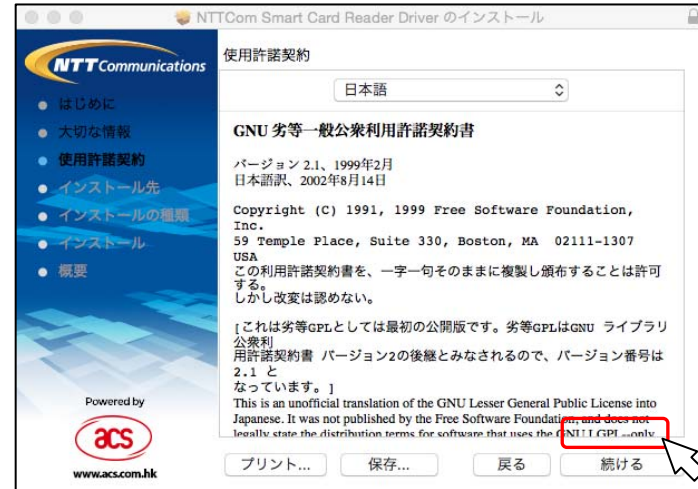 NTTCom Smart Card Reader Driver のインストール
NTT Communications
はじめに
大切な情報
使用許諾契約
インストール先
インストールの種類
インストール
概要
Powered by
acs
www.acs.com.hk
使用許諾契約
日本語
GNU 劣等一般公衆利用許諾契約書
バージョン 2.1、1999年2月
日本語訳、2002年8月14日
Copyright (C) 1991, 1999 Free Software Foundation,
Inc.
59 Temple Place, Suite 330, Boston, MA 02111-1307
USA
この利用許諾契約書を、一字一句そのままに複製し頒布することは許可
する。
しかし改変は認めない。
[これは劣等GPLとしては最初の公開版です。劣等GPLはGNU ライブラリ
公衆利
用許諾契約書 バージョン2の後継とみなされるので、バージョン番号は
2.1 と
なっています。]
This is an unofficial translation of the GNU Lesser General Public License into
Japanese. It was not published by the Free Software Foundation, and does not
legally state the distribution terms for software that uses the GNU LGPL--only
プリント...
保存...
戻る
続ける